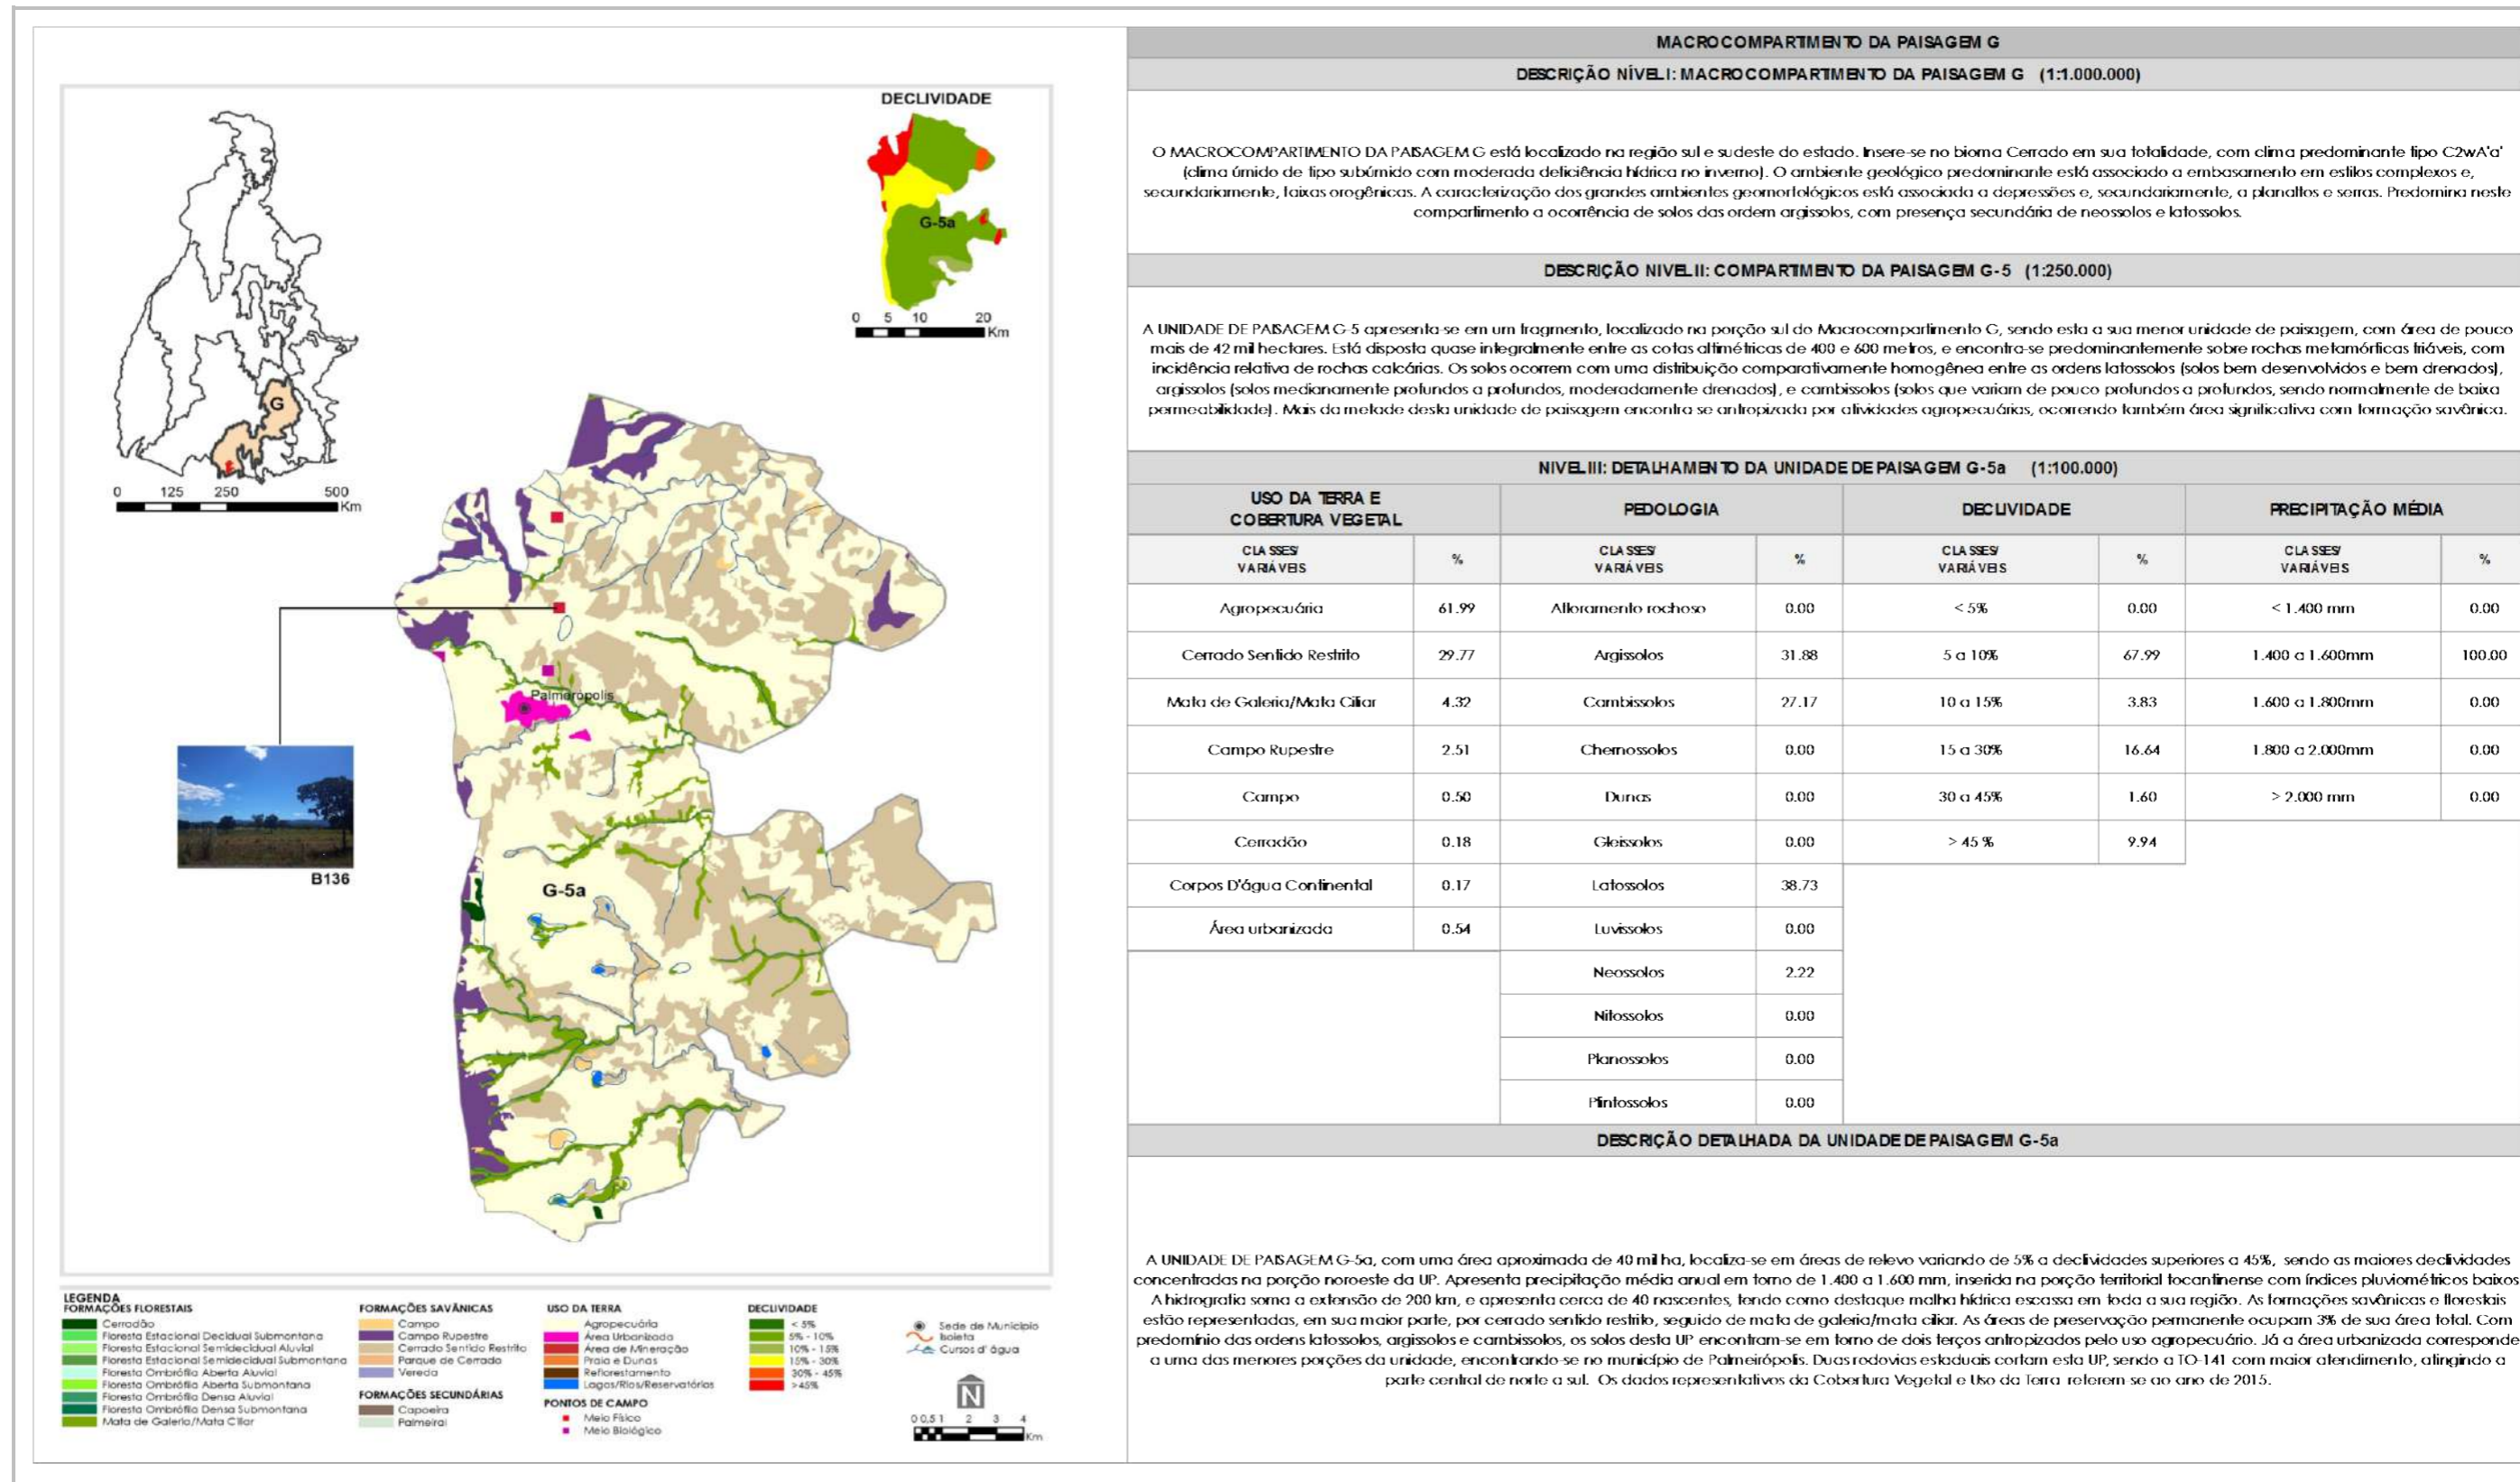 DECLIVIDADE
G-5a
0 5 10 20
Km
G
0 125 250 500
Km
Palmerópolis
B136
G-5a
LEGENDA
FORMAÇÕES FLORESTAIS
Cerradão
Floresta Estacional Decidual Submontana
Floresta Estacional Semidecidual Aluvial
Floresta Estacional Semidecidual Submontana
Floresta Ombrófila Aberta Aluvial
Floresta Ombrófila Aberta Submontana
Floresta Ombrófila Densa Aluvial
Floresta Ombrófila Densa Submontana
Mata de Galeria/Mata Ciliar
FORMAÇÕES SAVÂNICAS
Campo
Campo Rupestre
Cerrado Sentido Restrito
Parque de Cerrado
Vereda
FORMAÇÕES SECUNDÁRIAS
Capoeira
Palmeiral
USO DA TERRA
Agropecuária
Área Urbanizada
Área de Mineração
Praia e Dunas
Reflorestamento
Lagos/Rios/Reservatórios
PONTOS DE CAMPO
Meio Físico
Meio Biológico
DECLIVIDADE
< 5%
5% - 10%
10% - 15%
15% - 30%
30% - 45%
>45%
Sede de Município
Isoieta
Cursos d' água
N
0 0,5 1 2 3 4
Km
MACROCOMPARTIMENTO DA PAISAGEM G
DESCRIÇÃO NÍVEL I: MACROCOMPARTIMENTO DA PAISAGEM G (1:1.000.000)
O MACROCOMPARTIMENTO DA PAISAGEM G está localizado na região sul e sudeste do estado. Insere-se no bioma Cerrado em sua totalidade, com clima predominante tipo C2wA'a'
(clima úmido de tipo subúmido com moderada deficiência hídrica no inverno). O ambiente geológico predominante está associado a embasamento em estilos complexos e,
secundariamente, faixas orogênicas. A caracterização dos grandes ambientes geomorfológicos está associada a depressões e, secundariamente, a planaltos e serras. Predomina neste
compartimento a ocorrência de solos das ordem argissolos, com presença secundária de neossolos e latossolos.
DESCRIÇÃO NIVEL II: COMPARTIMENTO DA PAISAGEM G-5 (1:250.000)
A UNIDADE DE PAISAGEM G-5 apresenta-se em um fragmento, localizado na porção sul do Macrocompartimento G, sendo esta a sua menor unidade de paisagem, com área de pouco
mais de 42 mil hectares. Está disposta quase integralmente entre as cotas altimétricas de 400 e 600 metros, e encontra-se predominantemente sobre rochas metamórficas friáveis, com
incidência relativa de rochas calcárias. Os solos ocorrem com uma distribuição comparativamente homogênea entre as ordens latossolos (solos bem desenvolvidos e bem drenados),
argissolos (solos medianamente profundos a profundos, moderadamente drenados), e cambissolos (solos que variam de pouco profundos a profundos, sendo normalmente de baixa
permeabilidade). Mais da metade desta unidade de paisagem encontra se antropizada por atividades agropecuárias, ocorrendo também área significativa com formação savânica.
NIVEL III: DETALHAMENTO DA UNIDADE DE PAISAGEM G-5a (1:100.000)
USO DA TERRA E
COBERTURA VEGETAL PEDOLOGIA DECLIVIDADE PRECIPITAÇÃO MÉDIA
CLASSES/
VARIÁVEIS % CLASSES/
VARIÁVEIS % CLASSES/
VARIÁVEIS % CLASSES/
VARIÁVEIS %
Agropecuária 61.99 Afloramento rochoso 0.00 < 5% 0.00 < 1.400 mm 0.00
Cerrado Sentido Restrito 29.77 Argissolos 31.88 5 a 10% 67.99 1.400 a 1.600mm 100.00
Mata de Galeria/Mata Ciliar 4.32 Cambissolos 27.17 10 a 15% 3.83 1.600 a 1.800mm 0.00
Campo Rupestre 2.51 Chernossolos 0.00 15 a 30% 16.64 1.800 a 2.000mm 0.00
Campo 0.50 Dunas 0.00 30 a 45% 1.60 > 2.000 mm 0.00
Cerradão 0.18 Gleissolos 0.00 > 45 % 9.94
Corpos D'água Continental 0.17 Latossolos 38.73
Área urbanizada 0.54 Luvissolos 0.00
Neossolos 2.22
Nitossolos 0.00
Planossolos 0.00
Plintossolos 0.00
DESCRIÇÃO DETALHADA DA UNIDADE DE PAISAGEM G-5a
A UNIDADE DE PAISAGEM G-5a, com uma área aproximada de 40 mil ha, localiza-se em áreas de relevo variando de 5% a declividades superiores a 45%, sendo as maiores declividades
concentradas na porção noroeste da UP. Apresenta precipitação média anual em torno de 1.400 a 1.600 mm, inserida na porção territorial tocantinense com índices pluviométricos baixos
A hidrografia soma a extensão de 200 km, e apresenta cerca de 40 nascentes, tendo como destaque malha hídrica escassa em toda a sua região. As formações savânicas e florestais
estão representadas, em sua maior parte, por cerrado sentido restrito, seguido de mata de galeria/mata ciliar. As áreas de preservação permanente ocupam 3% de sua área total. Com
predomínio das ordens latossolos, argissolos e cambissolos, os solos desta UP encontram-se em torno de dois terços antropizados pelo uso agropecuário. Já a área urbanizada corresponde
a uma das menores porções da unidade, encontrando-se no município de Palmeirópolis. Duas rodovias estaduais cortam esta UP, sendo a TO-141 com maior atendimento, atingindo a
parte central de norte a sul. Os dados representativos da Cobertura Vegetal e Uso da Terra referem se ao ano de 2015.